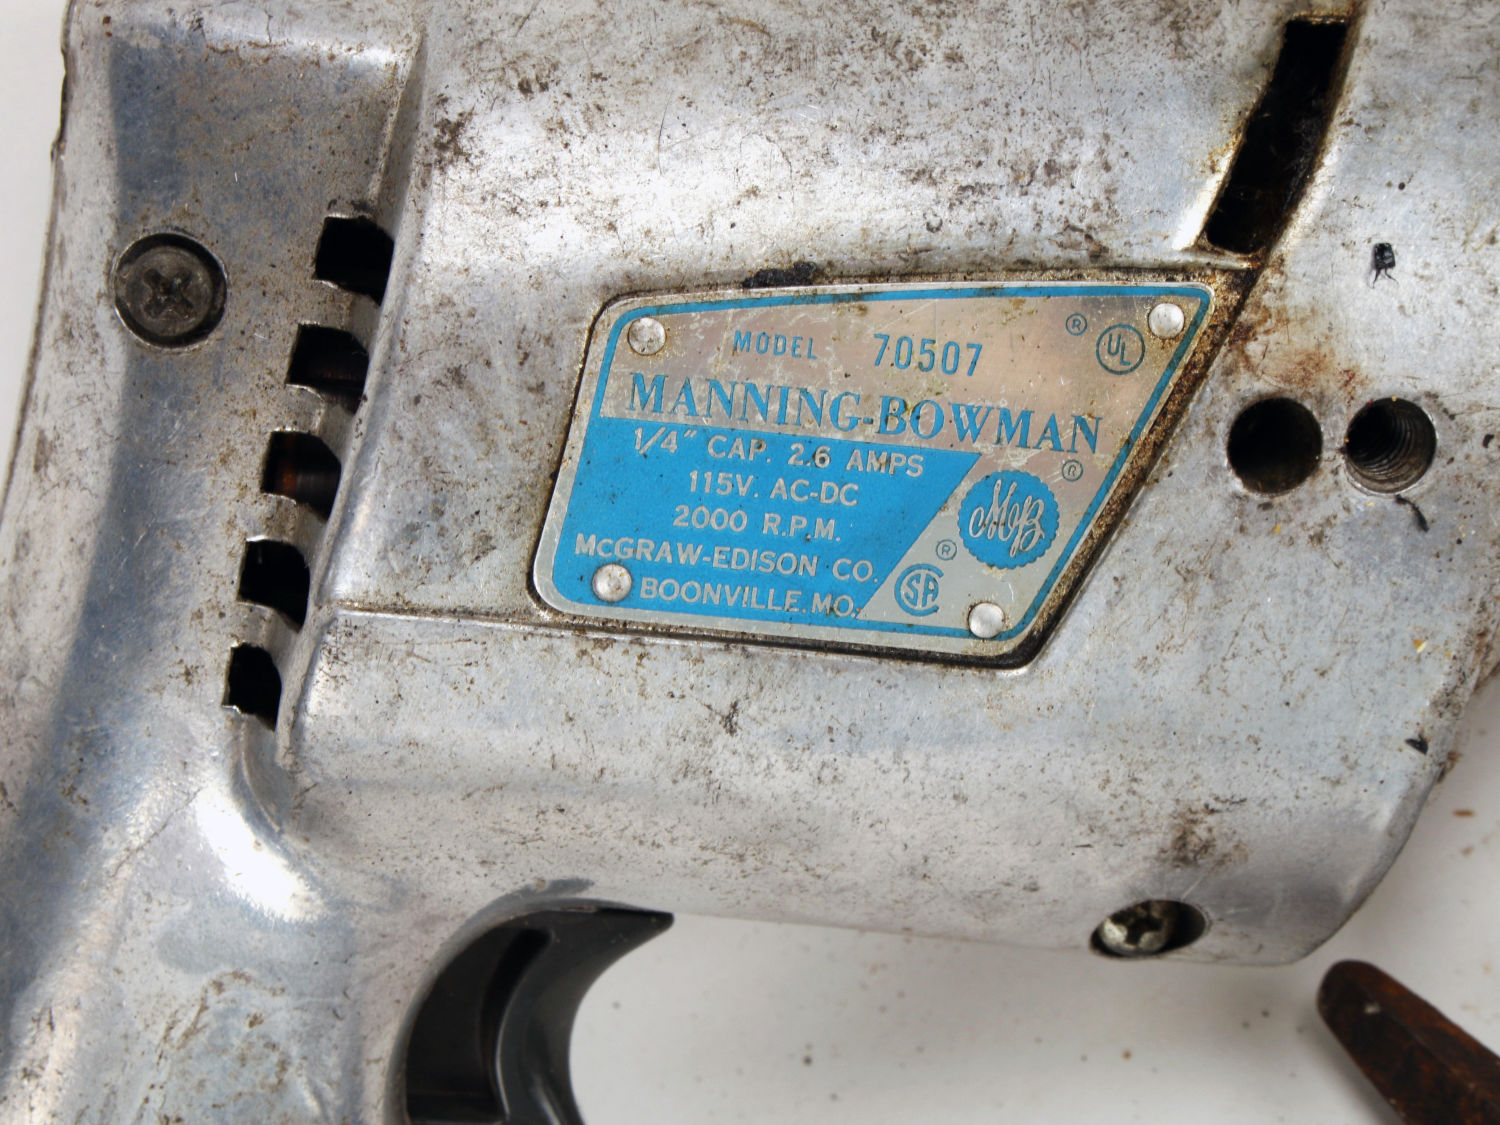 MODEL 70507 ® UL
MANNING-BOWMAN ®
1/4" CAP. 2.6 AMPS
115V. AC-DC
2000 R.P.M.
McGRAW-EDISON CO.
BOONVILLE, MO.
MB
® SA